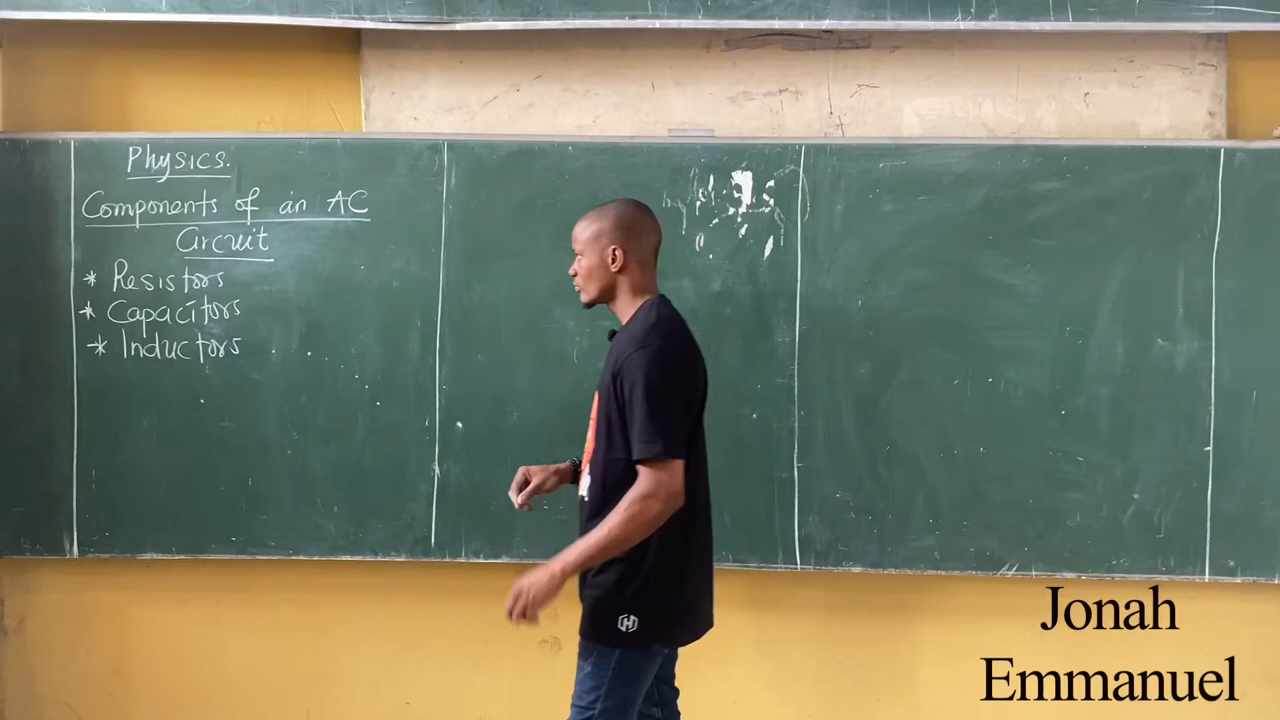 Physics.
Components of an AC
Circuit
* Resistors
* Capacitors
* Inductors
Jonah
Emmanuel